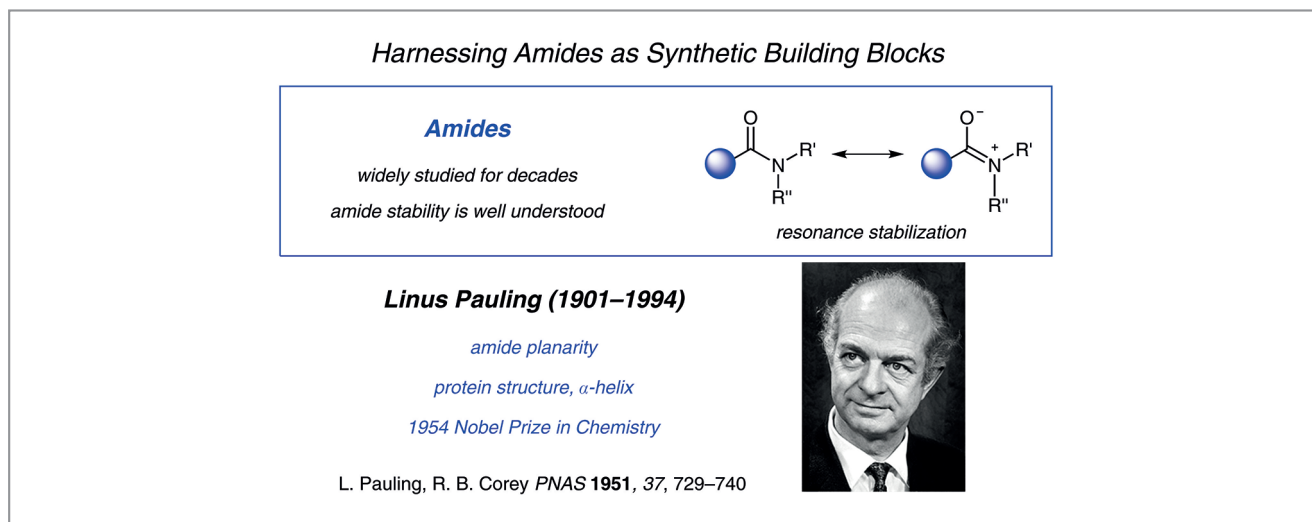 Harnessing Amides as Synthetic Building Blocks
Amides
widely studied for decades
amide stability is well understood
O
N
R'
R''
O−
+
N
R'
R''
resonance stabilization
Linus Pauling (1901–1994)
amide planarity
protein structure, α-helix
1954 Nobel Prize in Chemistry
L. Pauling, R. B. Corey PNAS 1951, 37, 729–740